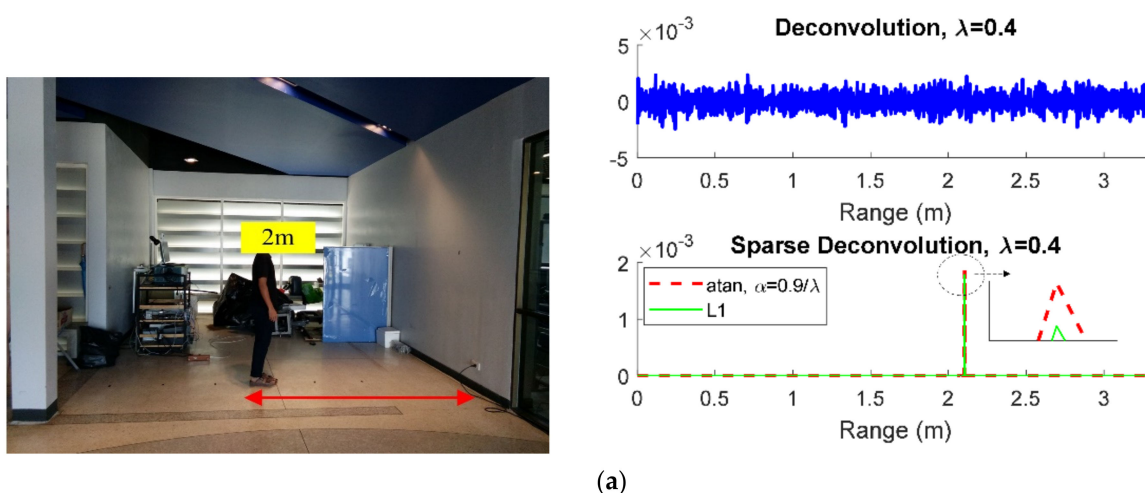 2m
×10⁻³
Deconvolution, λ=0.4
5
0
-5
0 0.5 1 1.5 2 2.5 3
Range (m)
×10⁻³
Sparse Deconvolution, λ=0.4
2
1
0
atan, α=0.9/λ
L1
0 0.5 1 1.5 2 2.5 3
Range (m)
(a)